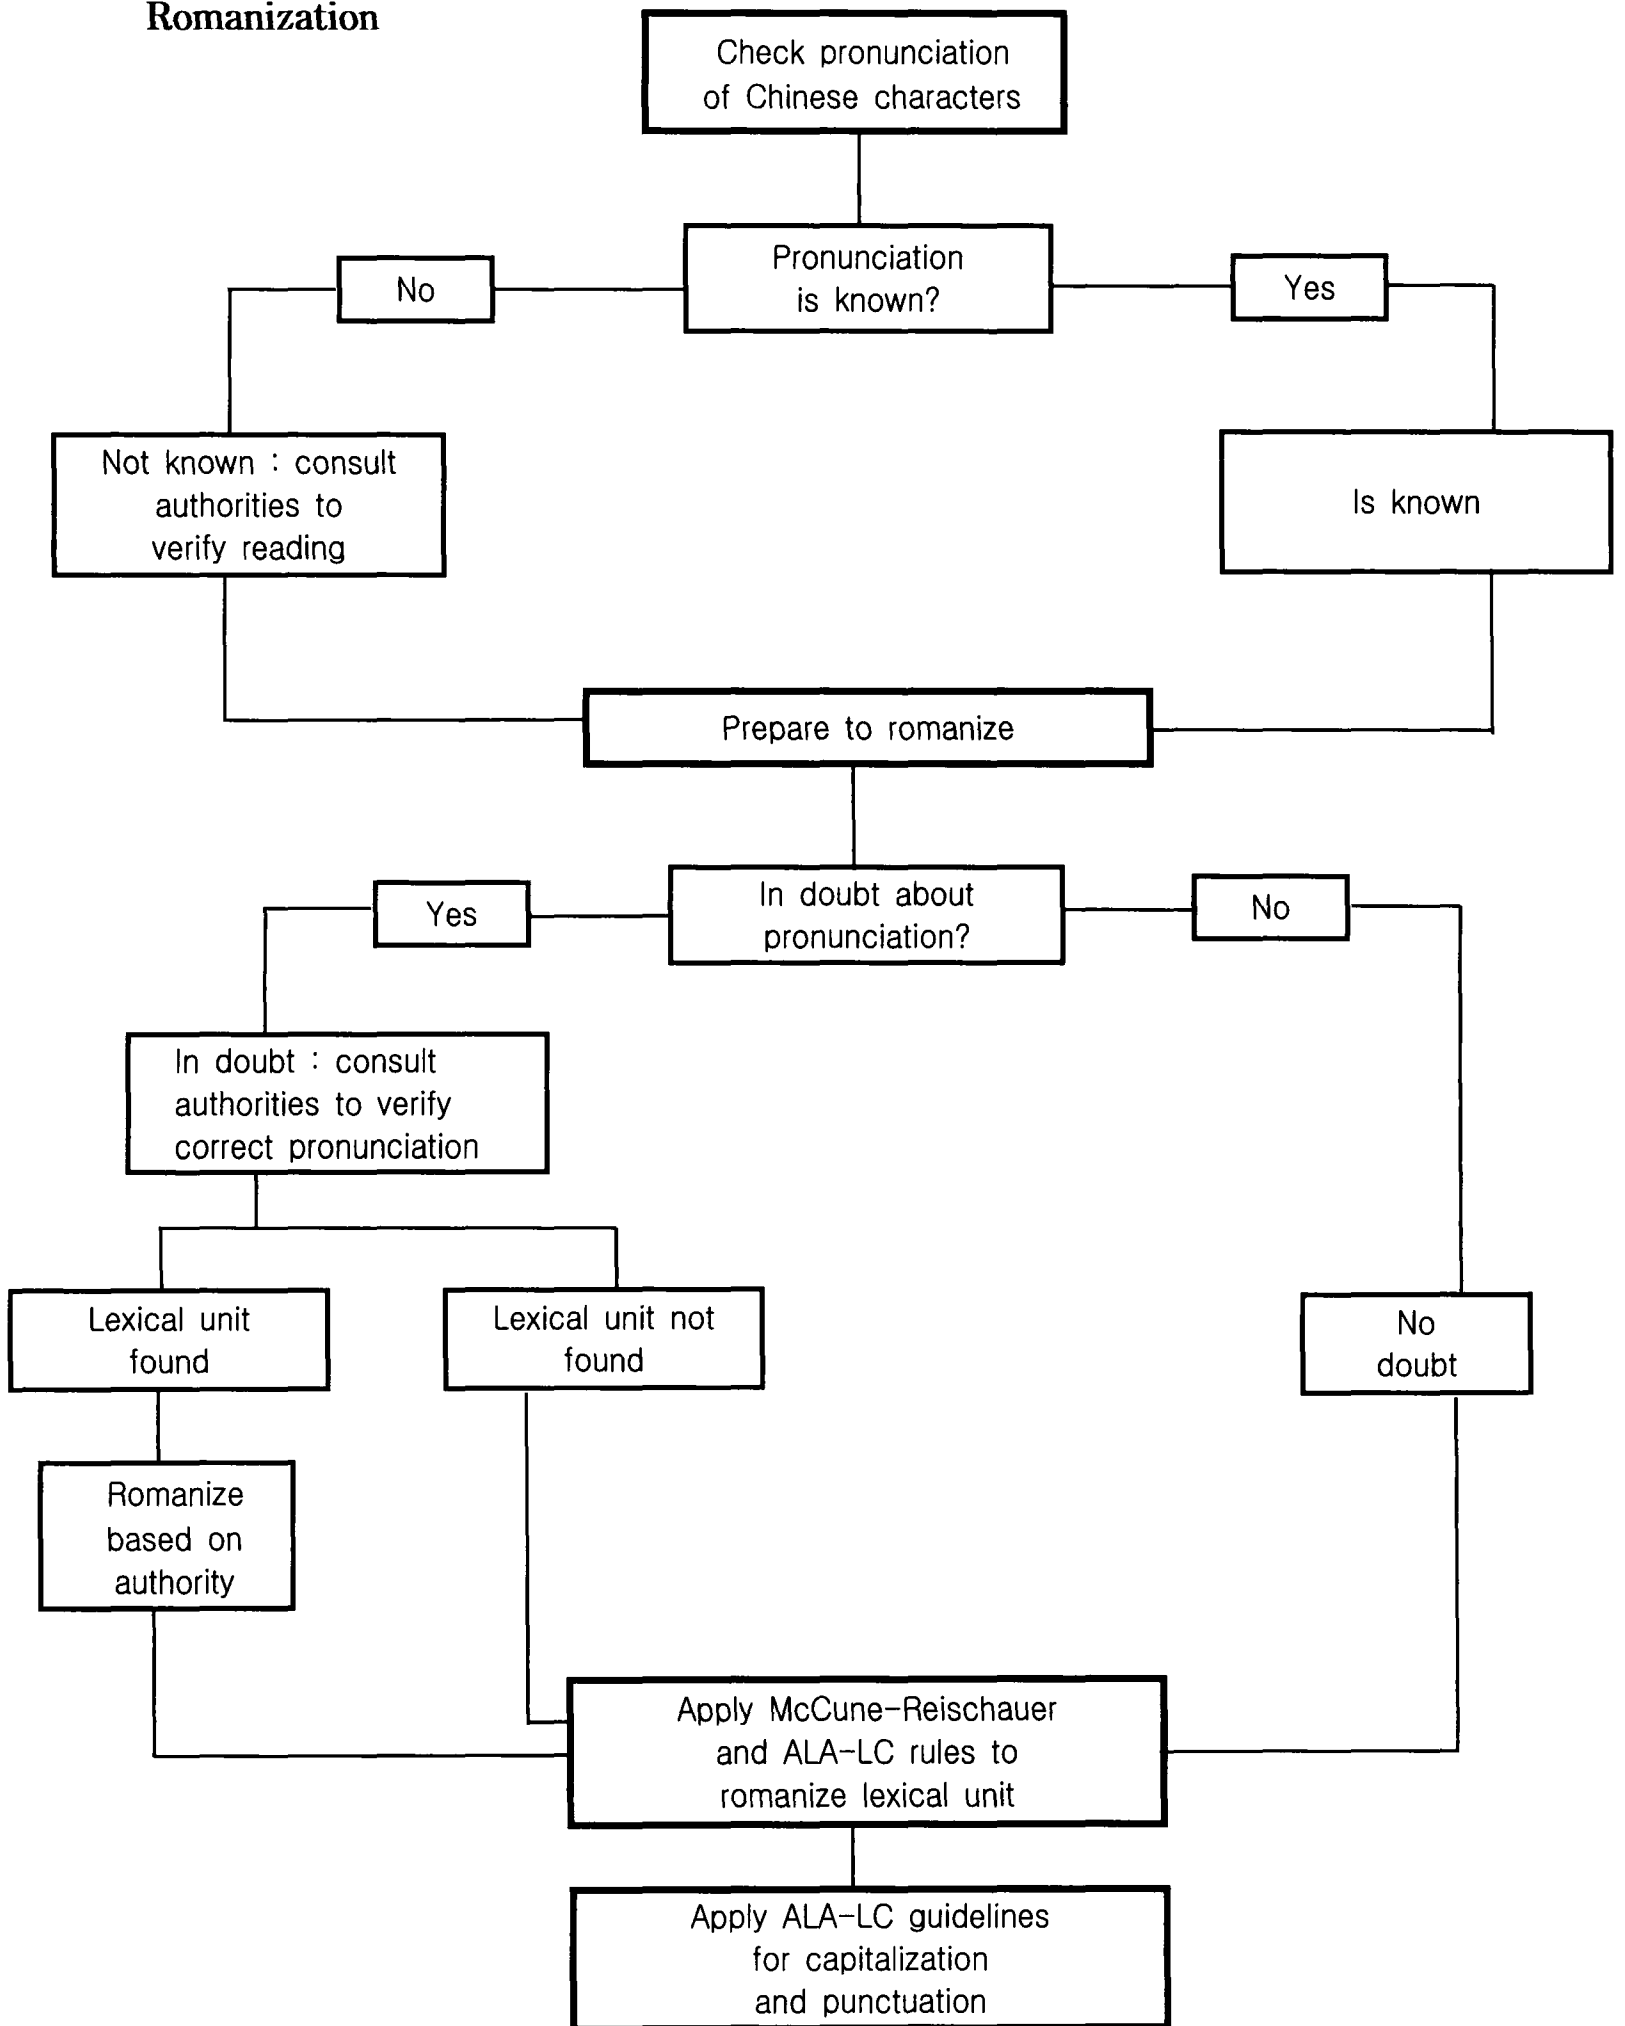 Romanization
Check pronunciation
of Chinese characters
Pronunciation
is known?
No
Yes
Not known : consult
authorities to
verify reading
Is known
Prepare to romanize
In doubt about
pronunciation?
Yes
No
In doubt : consult
authorities to verify
correct pronunciation
Lexical unit
found
Lexical unit not
found
No
doubt
Romanize
based on
authority
Apply McCune-Reischauer
and ALA-LC rules to
romanize lexical unit
Apply ALA-LC guidelines
for capitalization
and punctuation